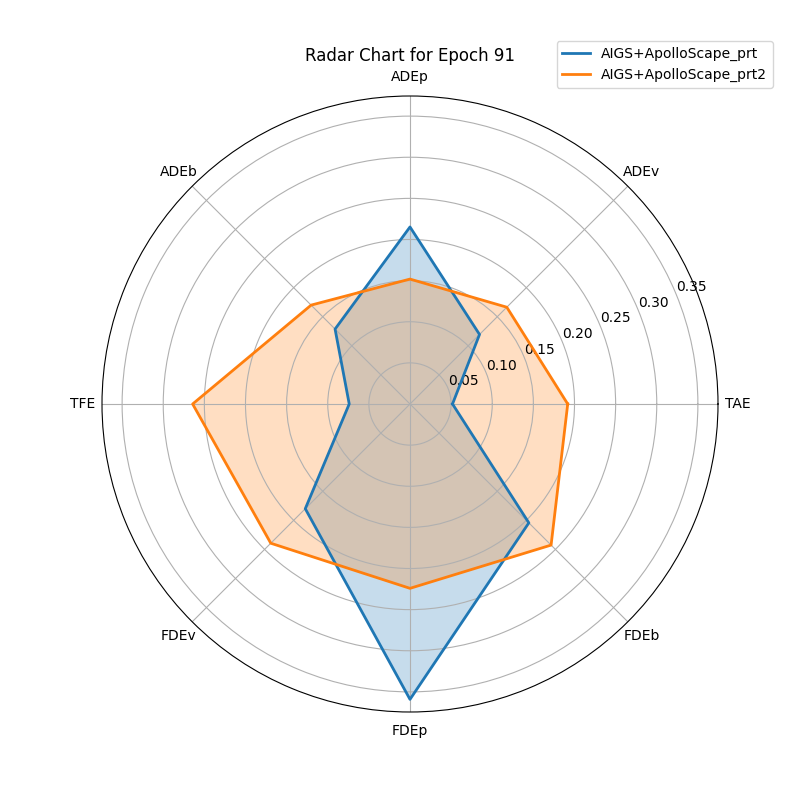 Radar Chart for Epoch 91
AIGS+ApolloScape_prt
AIGS+ApolloScape_prt2
ADEp
ADEb
ADEv
0.35
0.30
0.25
0.20
0.15
0.10
0.05
TFE
TAE
FDEv
FDEb
FDEp